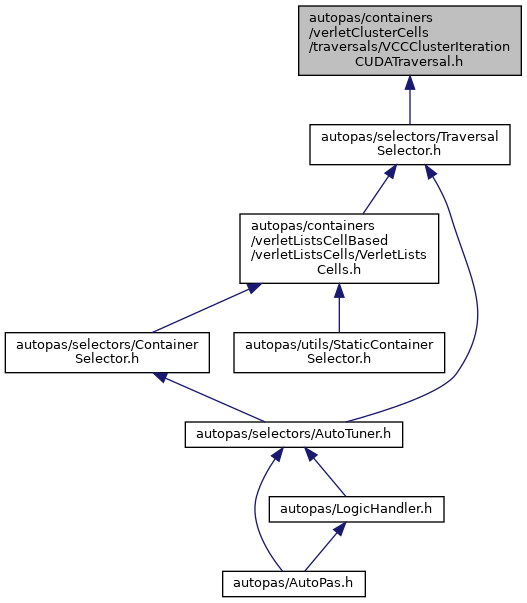 autopas/containers
/verletClusterCells
/traversals/VCCClusterIteration
CUDATraversal.h
autopas/selectors/Traversal
Selector.h
autopas/containers
/verletListsCellBased
/verletListsCells/VerletLists
Cells.h
autopas/selectors/Container
Selector.h
autopas/utils/StaticContainer
Selector.h
autopas/selectors/AutoTuner.h
autopas/LogicHandler.h
autopas/AutoPas.h